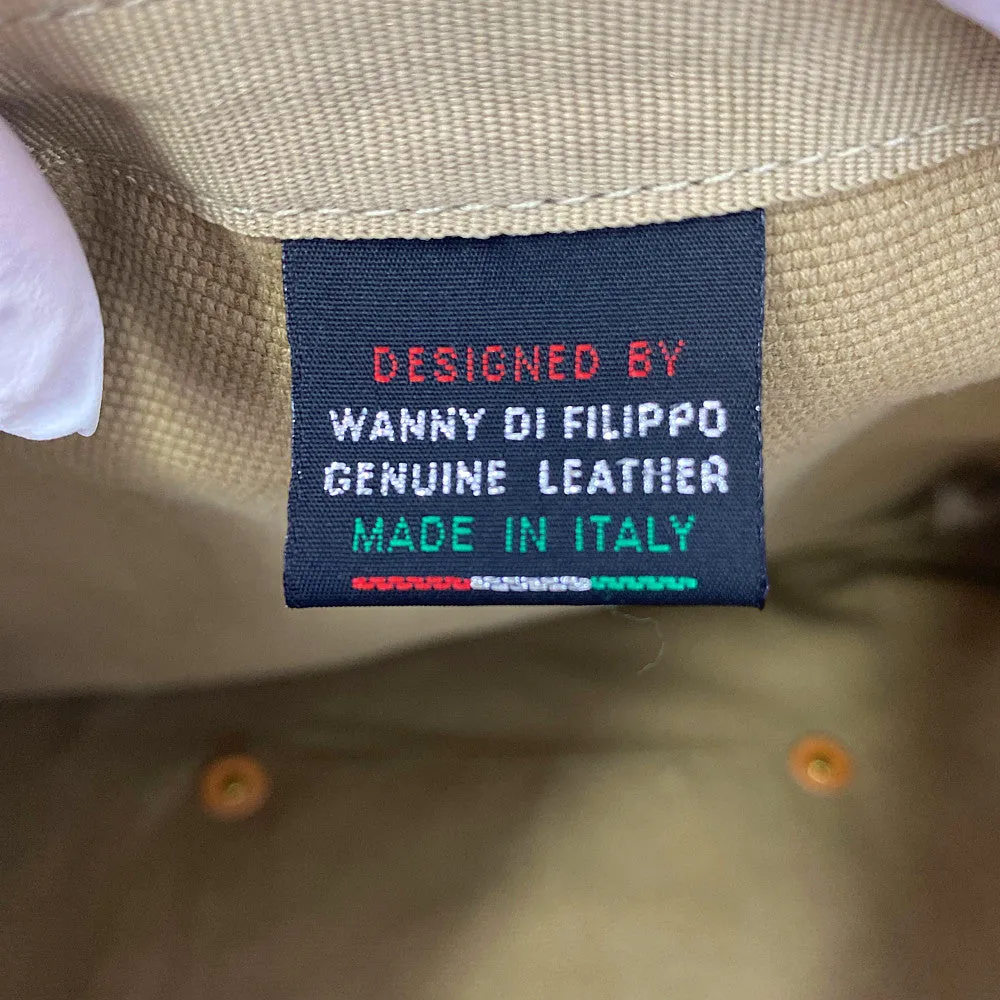 DESIGNED BY
WANNY DI FILIPPO
GENUINE LEATHER
MADE IN ITALY